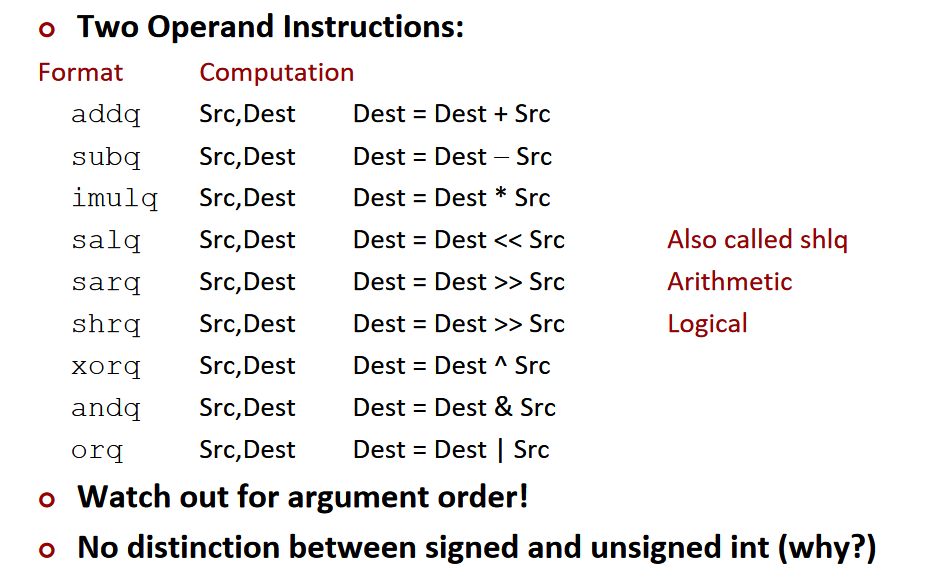 Two Operand Instructions:
Format Computation
addq Src,Dest Dest = Dest + Src
subq Src,Dest Dest = Dest − Src
imulq Src,Dest Dest = Dest * Src
salq Src,Dest Dest = Dest << Src Also called shlq
sarq Src,Dest Dest = Dest >> Src Arithmetic
shrq Src,Dest Dest = Dest >> Src Logical
xorq Src,Dest Dest = Dest ^ Src
andq Src,Dest Dest = Dest & Src
orq Src,Dest Dest = Dest | Src
Watch out for argument order!
No distinction between signed and unsigned int (why?)